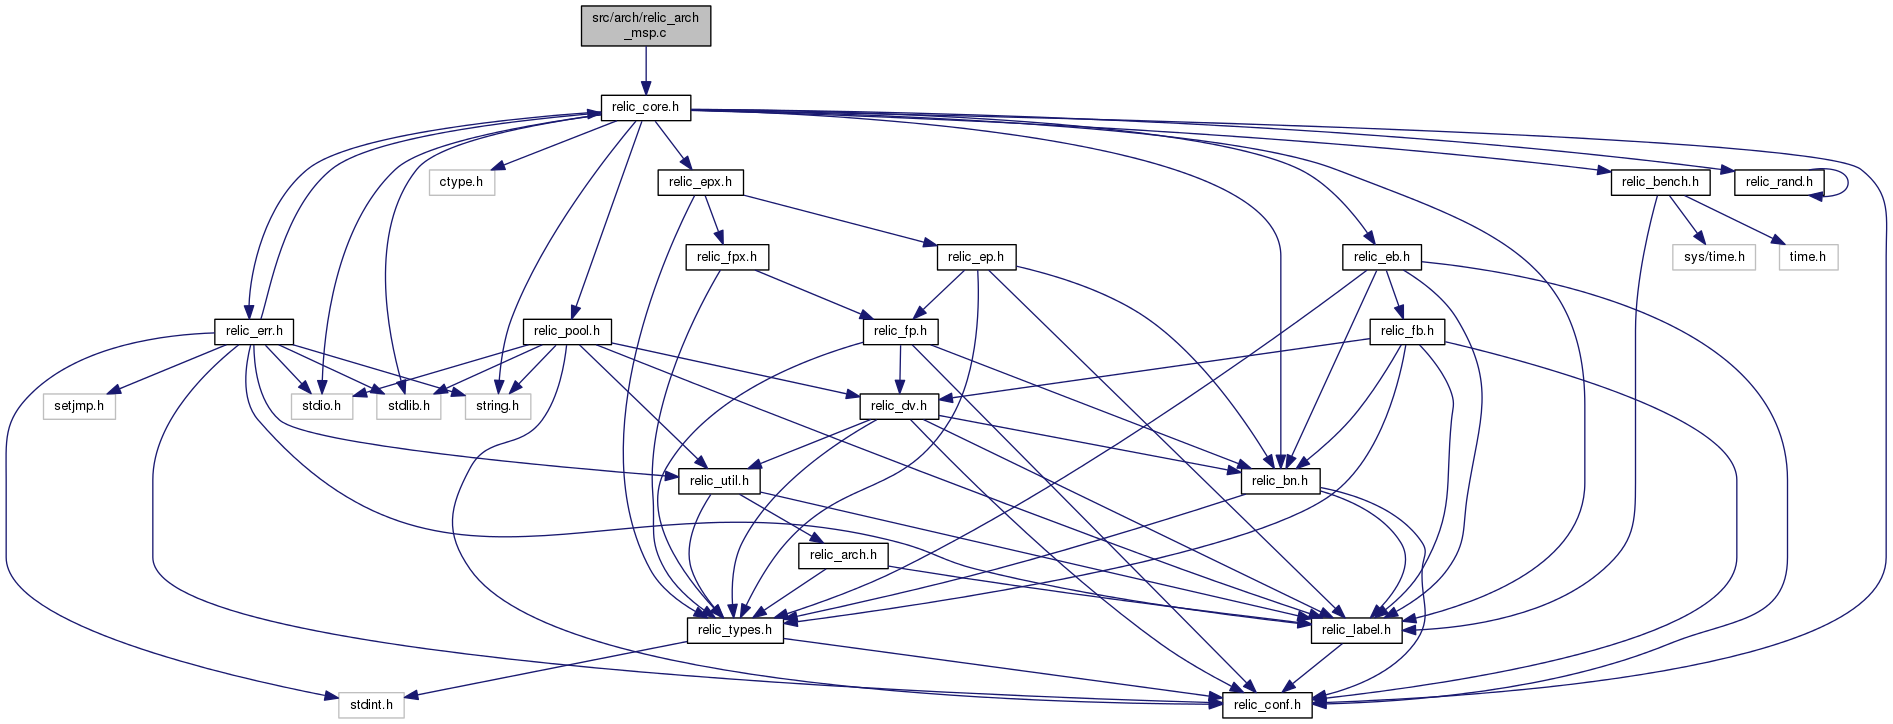 src/arch/relic_arch
_msp.c
relic_core.h
ctype.h
relic_epx.h
relic_bench.h
relic_rand.h
relic_fpx.h
relic_ep.h
relic_eb.h
sys/time.h
time.h
relic_err.h
relic_pool.h
relic_fp.h
relic_fb.h
setjmp.h
stdio.h
stdlib.h
string.h
relic_dv.h
relic_util.h
relic_bn.h
relic_arch.h
relic_types.h
relic_label.h
stdint.h
relic_conf.h